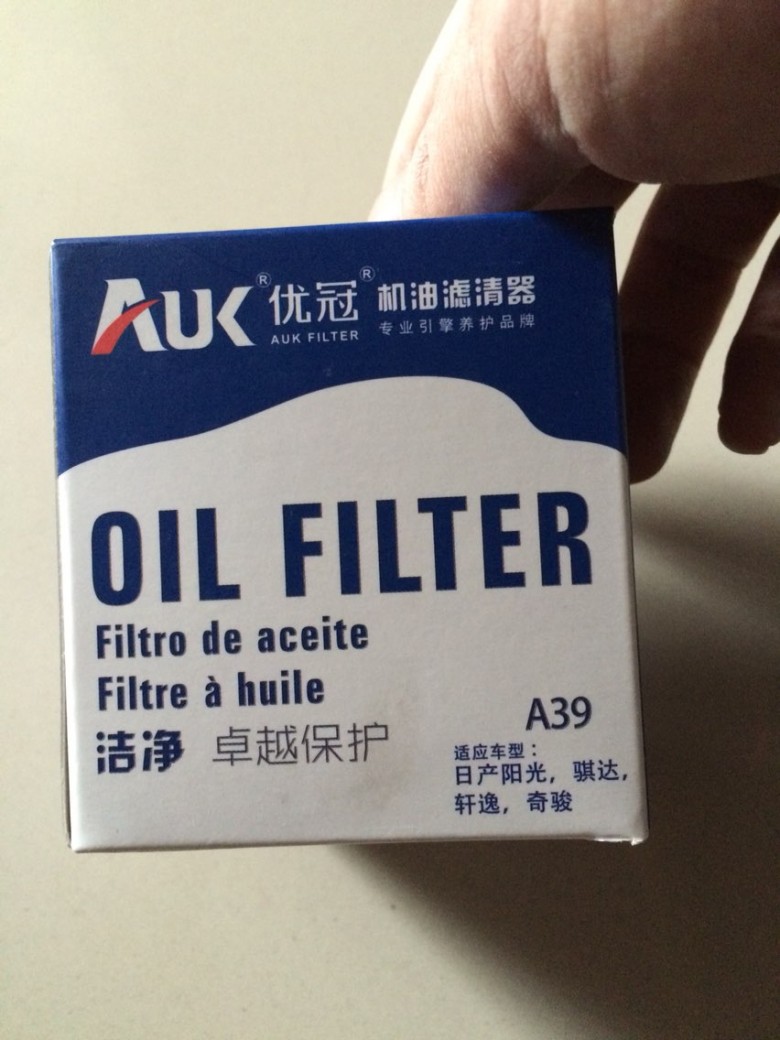 AUK® 优冠® 机油滤清器
AUK FILTER 专业引擎养护品牌
OIL FILTER
Filtro de aceite
Filtre à huile
洁净 卓越保护
A39
适应车型：
日产阳光，骐达，
轩逸，奇骏